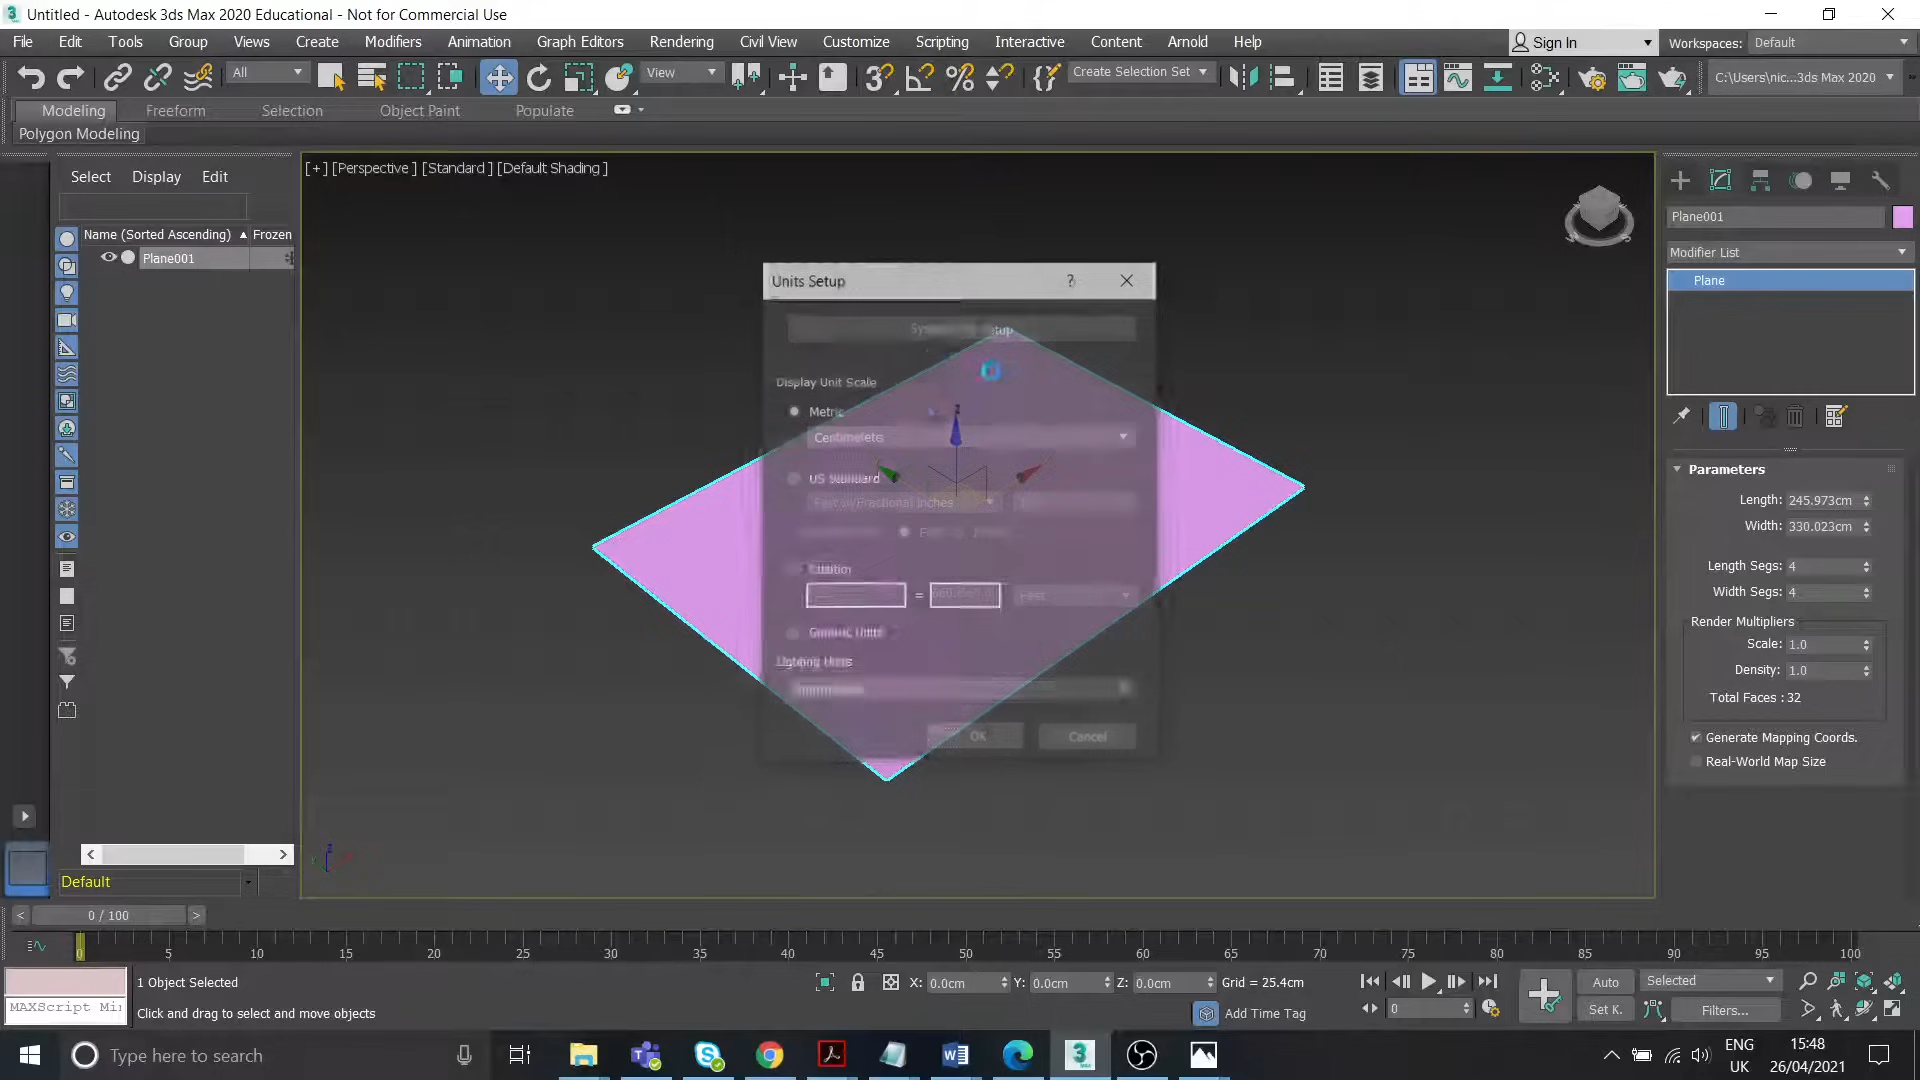 Untitled - Autodesk 3ds Max 2020 Educational - Not for Commercial Use
File Edit Tools Group Views Create Modifiers Animation Graph Editors Rendering Civil View Customize Scripting Interactive Content Arnold Help Sign In Workspaces: Default
All View Create Selection Set C:\Users\nic...3ds Max 2020
Modeling Freeform Selection Object Paint Populate
Polygon Modeling
Select Display Edit
Name (Sorted Ascending) Frozen
Plane001
Default
[+] [Perspective] [Standard] [Default Shading]
Units Setup ?
Display Unit Scale
Metric
Centimeters
US Standard
Feet w/Fractional Inches
Custom
=
Feet
Generic Units
Lighting Units
OK Cancel
Plane001
Modifier List
Plane
Parameters
Length: 245.973cm
Width: 330.023cm
Length Segs: 4
Width Segs: 4
Render Multipliers
Scale: 1.0
Density: 1.0
Total Faces : 32
Generate Mapping Coords.
Real-World Map Size
< 0 / 100 >
0 5 10 15 20 25 30 35 40 45 50 55 60 65 70 75 80 85 90 95 100
1 Object Selected X: 0.0cm Y: 0.0cm Z: 0.0cm Grid = 25.4cm Auto Selected
MAXScript Mi Click and drag to select and move objects Add Time Tag 0 Set K. Filters...
Type here to search ENG 15:48
UK 26/04/2021